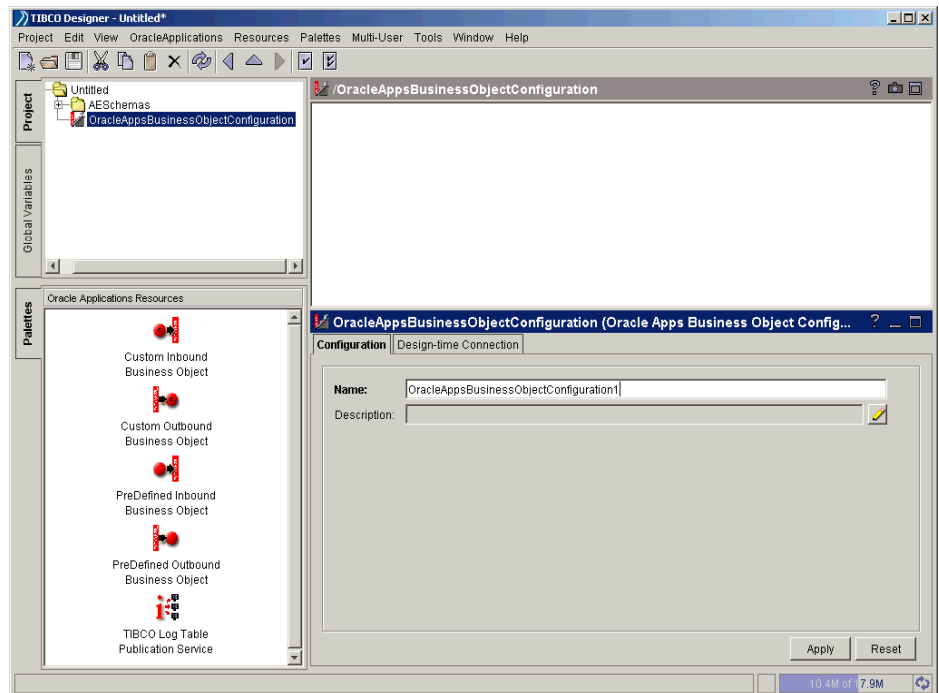 TIBCO Designer - Untitled*
Project Edit View OracleApplications Resources Palettes Multi-User Tools Window Help
Project
Global Variables
Untitled
AESchemas
OracleAppsBusinessObjectConfiguration
/OracleAppsBusinessObjectConfiguration
Palettes
Oracle Applications Resources
Custom Inbound
Business Object
Custom Outbound
Business Object
PreDefined Inbound
Business Object
PreDefined Outbound
Business Object
TIBCO Log Table
Publication Service
OracleAppsBusinessObjectConfiguration (Oracle Apps Business Object Config...
Configuration Design-time Connection
Name: OracleAppsBusinessObjectConfiguration1
Description:
Apply Reset
10.4M of 17.9M